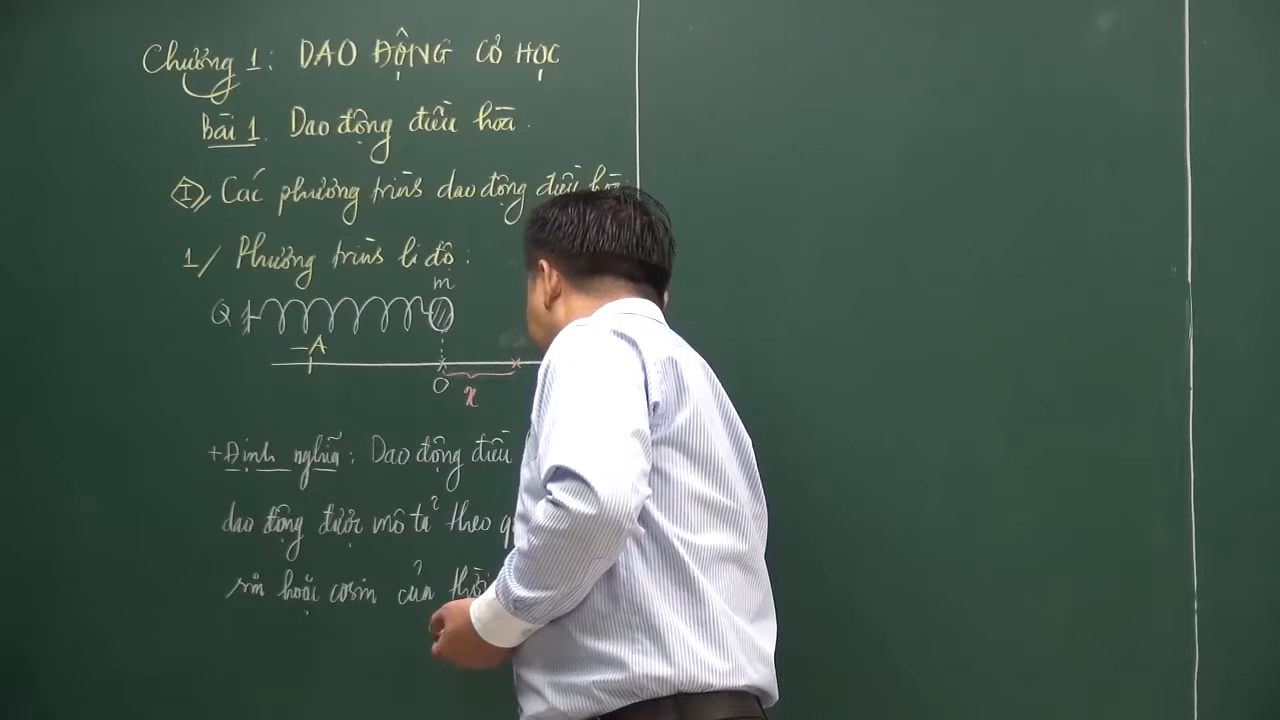 Chương 1: DAO ĐỘNG CƠ HỌC
Bài 1. Dao động điều hòa.
I, Các phương trình dao động điều hòa
1/ Phương trình li độ:
m
-A
O
x
+ Định nghĩa: Dao động điều
dao động được mô tả theo
sin hoặc cosin của thời